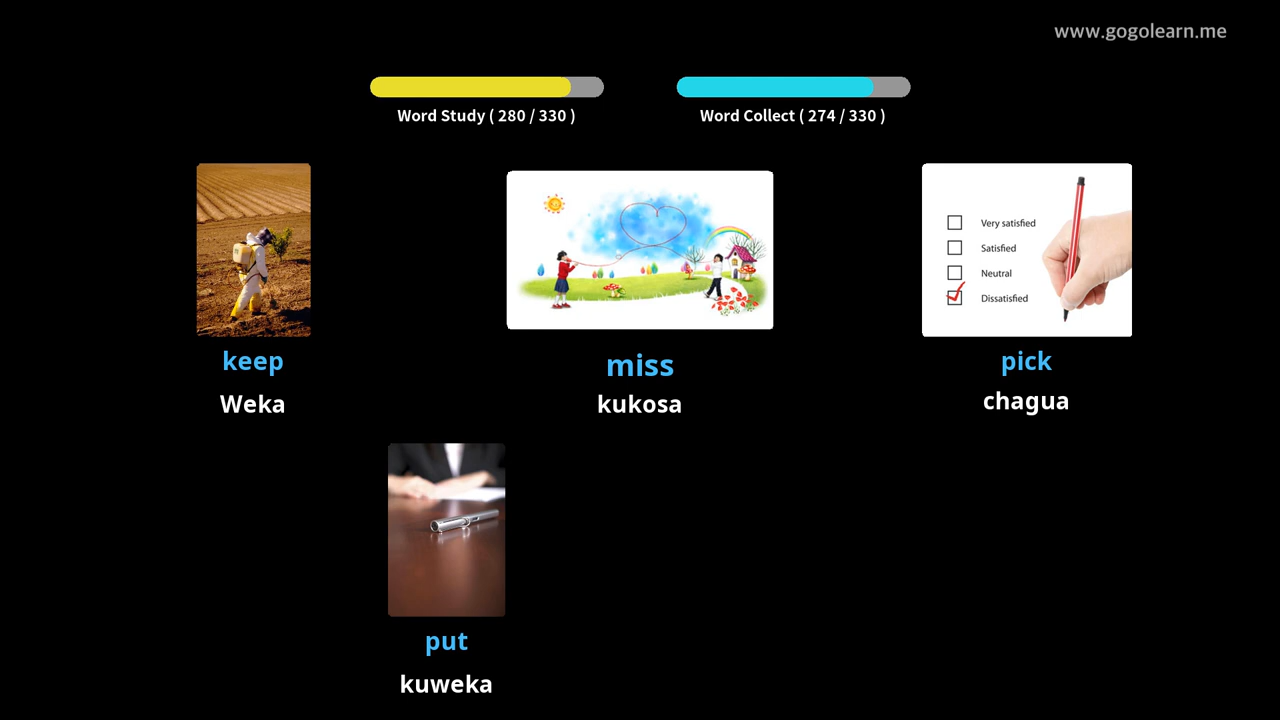 www.gogolearn.me
Word Study ( 280 / 330 )
Word Collect ( 274 / 330 )
Very satisfied
Satisfied
Neutral
Dissatisfied
keep
miss
pick
Weka
kukosa
chagua
put
kuweka